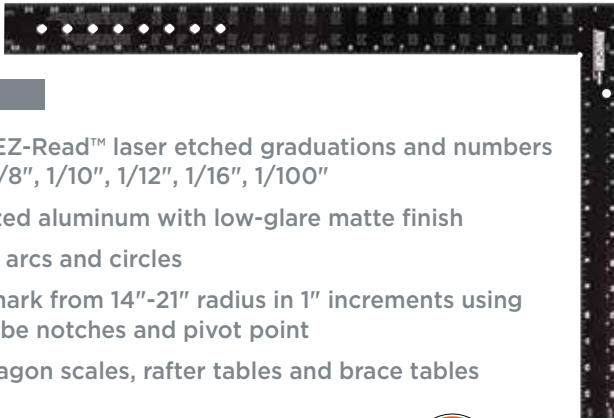 EZ-Read™ laser etched graduations and numbers
/8", 1/10", 1/12", 1/16", 1/100"
zed aluminum with low-glare matte finish
arcs and circles
mark from 14"-21" radius in 1" increments using
be notches and pivot point
agon scales, rafter tables and brace tables